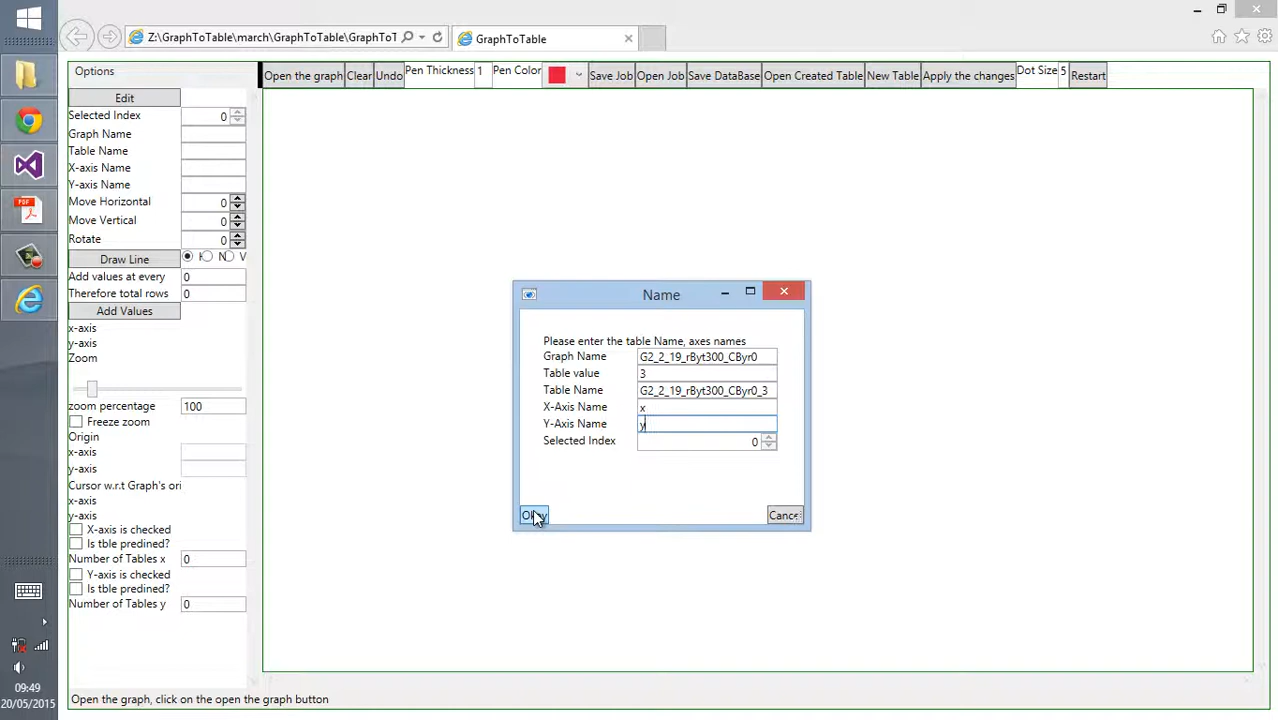 Z:\GraphToTable\march\GraphToTable\GraphToT
GraphToTable
Options
Open the graph
Clear
Undo
Pen Thickness 1
Pen Color
Save Job
Open Job
Save DataBase
Open Created Table
New Table
Apply the changes
Dot Size 5
Restart
Edit
Selected Index 0
Graph Name
Table Name
X-axis Name
Y-axis Name
Move Horizontal 0
Move Vertical 0
Rotate 0
Draw Line
N V
Add values at every 0
Therefore total rows 0
Add Values
x-axis
y-axis
Zoom
zoom percentage 100
Freeze zoom
Origin
x-axis
y-axis
Cursor w.r.t Graph's ori
x-axis
y-axis
X-axis is checked
Is tble predined?
Number of Tables x 0
Y-axis is checked
Is tble predined?
Number of Tables y 0
Open the graph, click on the open the graph button
Name
Please enter the table Name, axes names
Graph Name G2_2_19_rByt300_CByr0
Table value 3
Table Name G2_2_19_rByt300_CByr0_3
X-Axis Name x
Y-Axis Name y
Selected Index 0
Cancel
PDF
09:49
20/05/2015